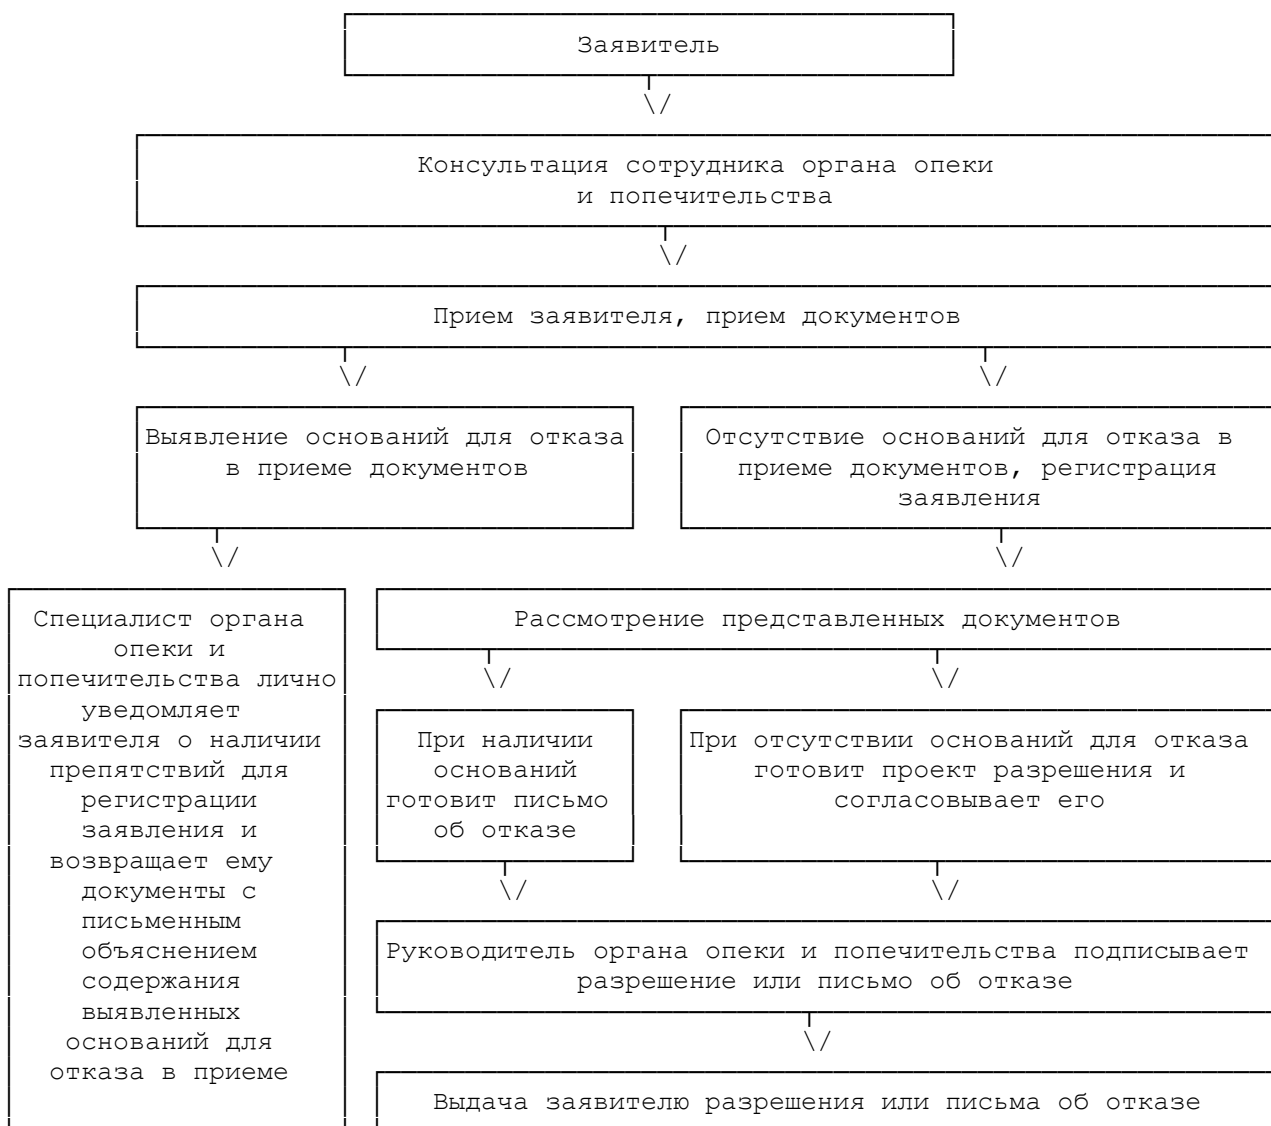 Заявитель
Консультация сотрудника органа опеки
и попечительства
Прием заявителя, прием документов
Выявление оснований для отказа
в приеме документов
Отсутствие оснований для отказа в
приеме документов, регистрация
заявления
Специалист органа
опеки и
попечительства лично
уведомляет
заявителя о наличии
препятствий для
регистрации
заявления и
возвращает ему
документы с
письменным
объяснением
содержания
выявленных
оснований для
отказа в приеме
Рассмотрение представленных документов
При наличии
оснований
готовит письмо
об отказе
При отсутствии оснований для отказа
готовит проект разрешения и
согласовывает его
Руководитель органа опеки и попечительства подписывает
разрешение или письмо об отказе
Выдача заявителю разрешения или письма об отказе